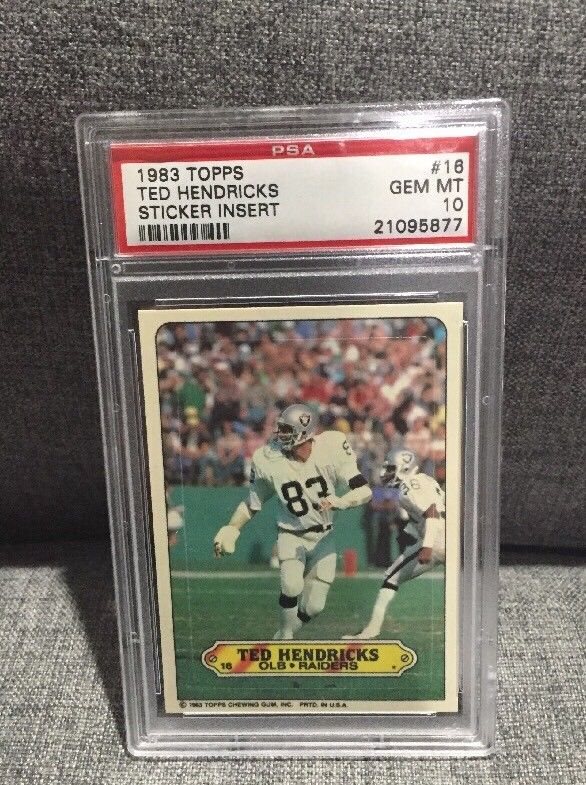 PSA
1983 TOPPS #16
TED HENDRICKS GEM MT
STICKER INSERT 10
21095877
83
TED HENDRICKS
16 OLB • RAIDERS *
© 1983 TOPPS CHEWING GUM, INC. PRTD. IN U.S.A.